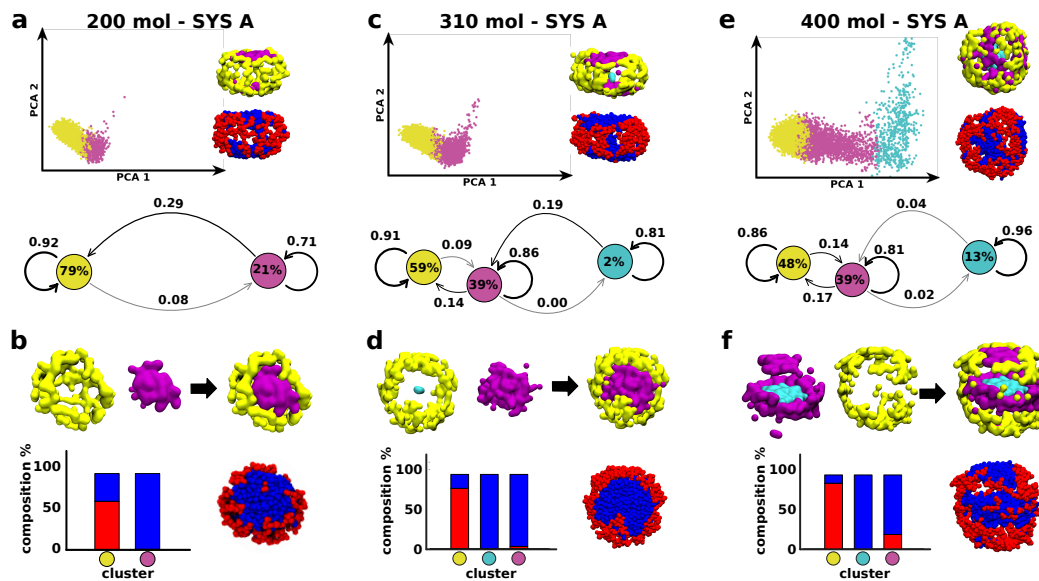 a 200 mol - SYS A
PCA 2
PCA 1
0.29
0.92
79%
21%
0.71
0.08
b
composition %
100
50
0
cluster
c 310 mol - SYS A
PCA 2
PCA 1
0.19
0.91
0.09
0.86
0.81
59%
39%
2%
0.14
0.00
d
composition %
100
50
0
cluster
e 400 mol - SYS A
PCA 2
PCA 1
0.04
0.86
0.14
0.81
0.96
48%
39%
13%
0.17
0.02
f
composition %
100
50
0
cluster